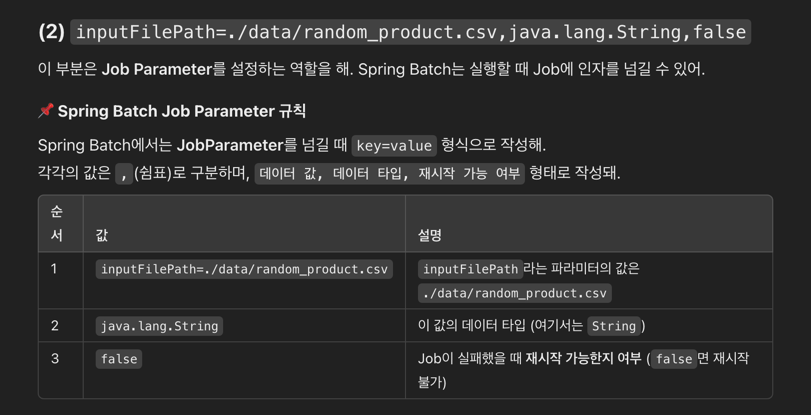 (2) inputFilePath=./data/random_product.csv,java.lang.String,false
이 부분은 Job Parameter를 설정하는 역할을 해. Spring Batch는 실행할 때 Job에 인자를 넘길 수 있어.
📌 Spring Batch Job Parameter 규칙
Spring Batch에서는 JobParameter를 넘길 때 key=value 형식으로 작성해.
각각의 값은 , (쉼표)로 구분하며, 데이터 값, 데이터 타입, 재시작 가능 여부 형태로 작성돼.
순
서 값 설명
1 inputFilePath=./data/random_product.csv inputFilePath라는 파라미터의 값은
./data/random_product.csv
2 java.lang.String 이 값의 데이터 타입 (여기서는 String)
3 false Job이 실패했을 때 재시작 가능한지 여부 (false면 재시작
불가)